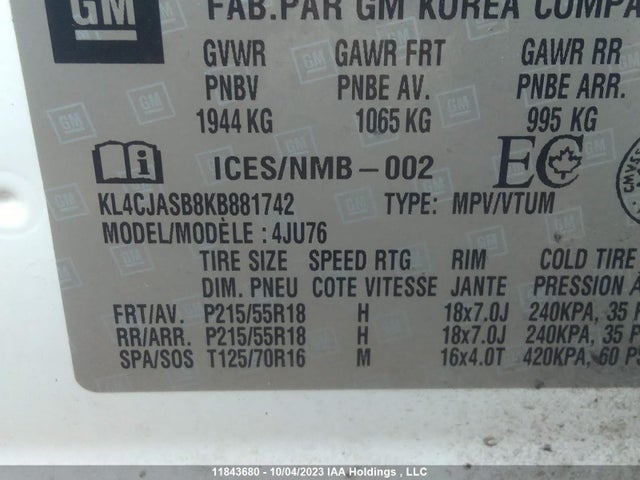 GM FAB.PAR GM KOREA
GVWR GAWR FRT GAWR RR
PNBV PNBE AV. PNBE ARR.
1944 KG 1065 KG 995 KG
ICES/NMB-002 EC CMVSS
KL4CJASB8KB881742 TYPE: MPV/VTUM
MODEL/MODÈLE : 4JU76
TIRE SIZE SPEED RTG RIM COLD TIRE
DIM. PNEU COTE VITESSE JANTE PRESSION
FRT/AV. P215/55R18 H 18x7.0J 240KPA, 35
RR/ARR. P215/55R18 H 18x7.0J 240KPA, 35
SPA/SOS T125/70R16 M 16x4.0T 420KPA, 60
11843680 - 10/04/2023 IAA Holdings , LLC